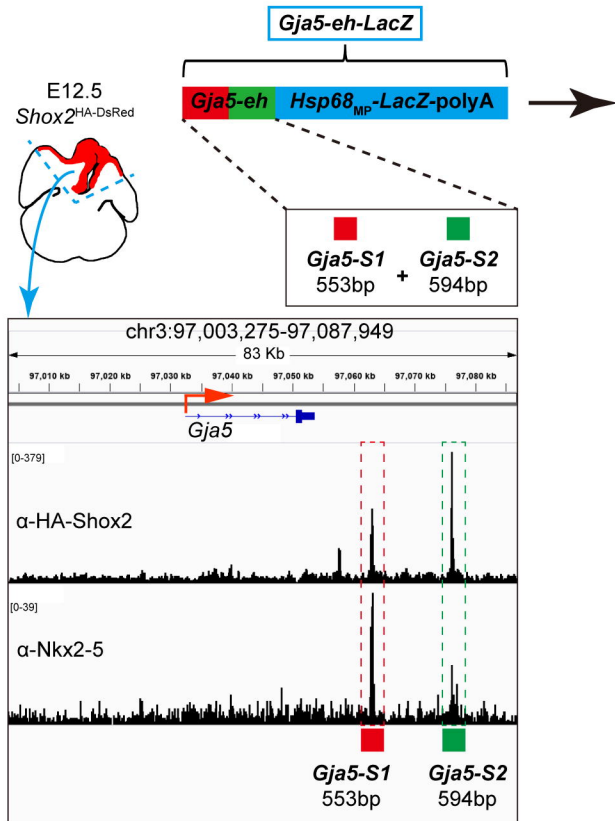 Gja5-eh-LacZ
E12.5
Shox2HA-DsRed
Gja5-eh
Hsp68MP-LacZ-polyA
Gja5-S1
553bp
+
Gja5-S2
594bp
chr3:97,003,275-97,087,949
83 Kb
97,010 kb 97,020 kb 97,030 kb 97,040 kb 97,050 kb 97,060 kb 97,070 kb 97,080 kb
Gja5
[0-379]
α-HA-Shox2
[0-39]
α-Nkx2-5
Gja5-S1
553bp
Gja5-S2
594bp